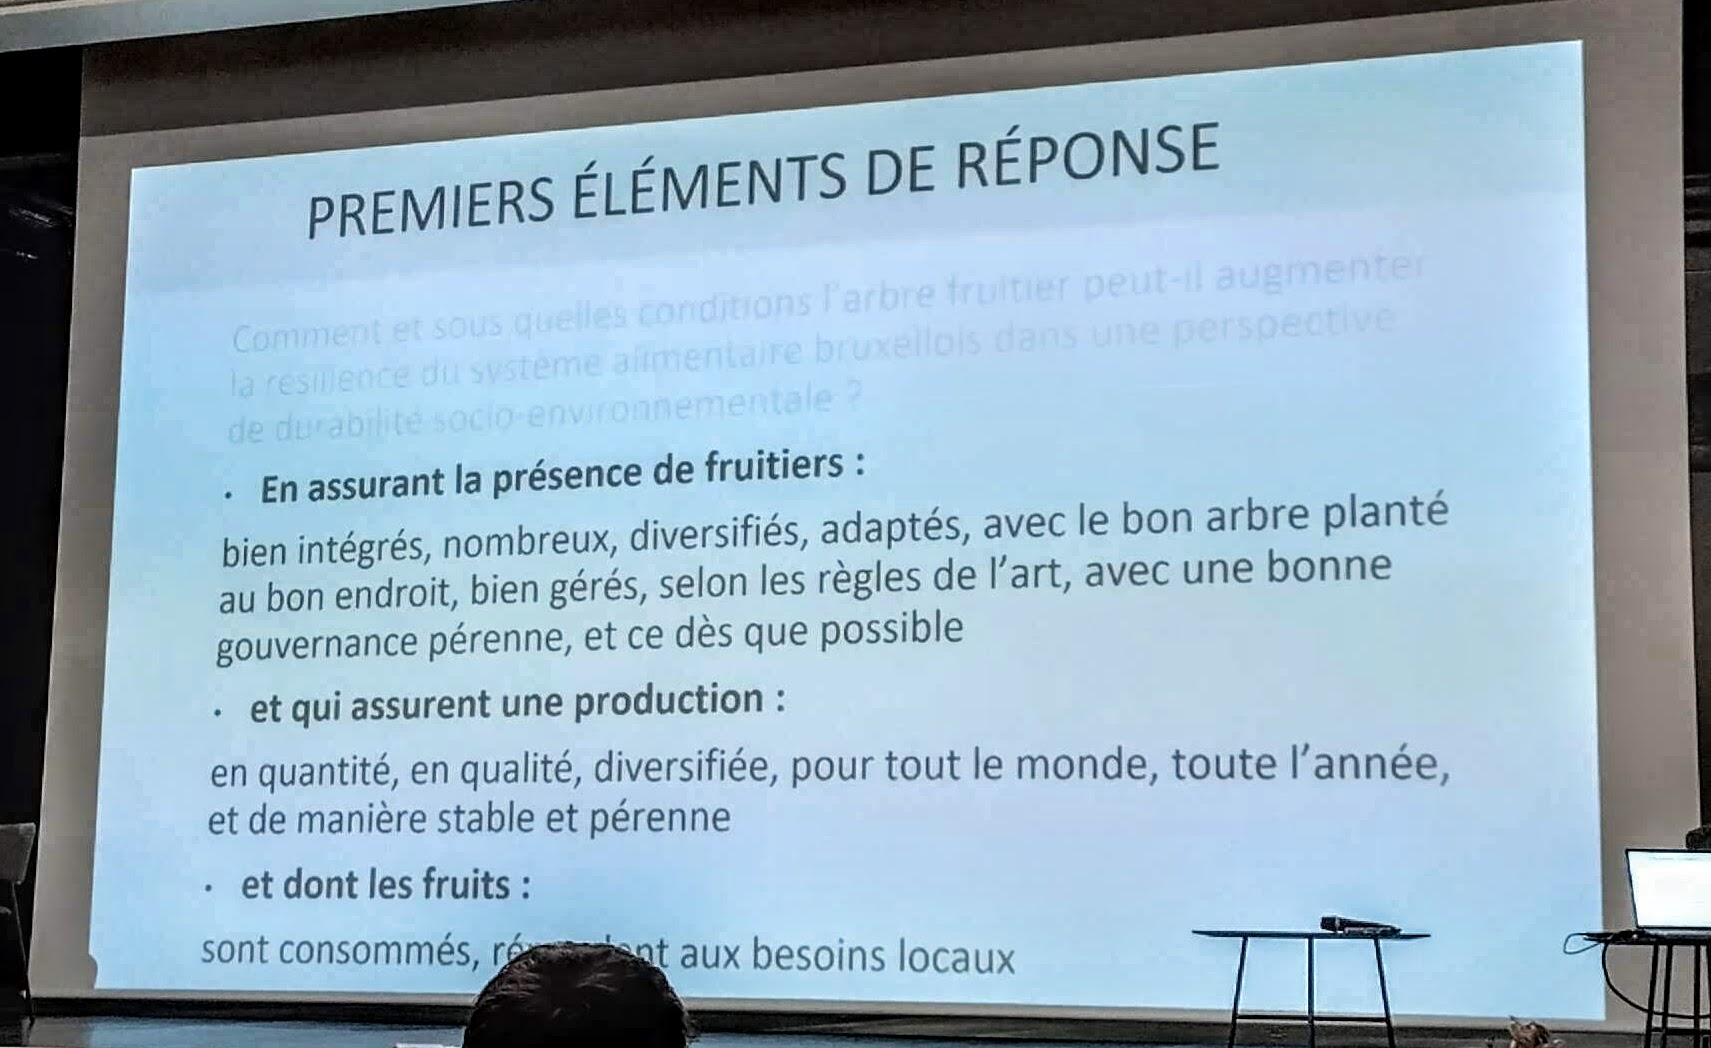 PREMIERS ÉLÉMENTS DE RÉPONSE
Comment et sous quelles conditions l'arbre fruitier peut-il augmenter
la résilience du système alimentaire bruxellois dans une perspective
de durabilité socio-environnementale ?
• En assurant la présence de fruitiers :
bien intégrés, nombreux, diversifiés, adaptés, avec le bon arbre planté
au bon endroit, bien gérés, selon les règles de l’art, avec une bonne
gouvernance pérenne, et ce dès que possible
• et qui assurent une production :
en quantité, en qualité, diversifiée, pour tout le monde, toute l’année,
et de manière stable et pérenne
• et dont les fruits :
sont consommés, aux besoins locaux